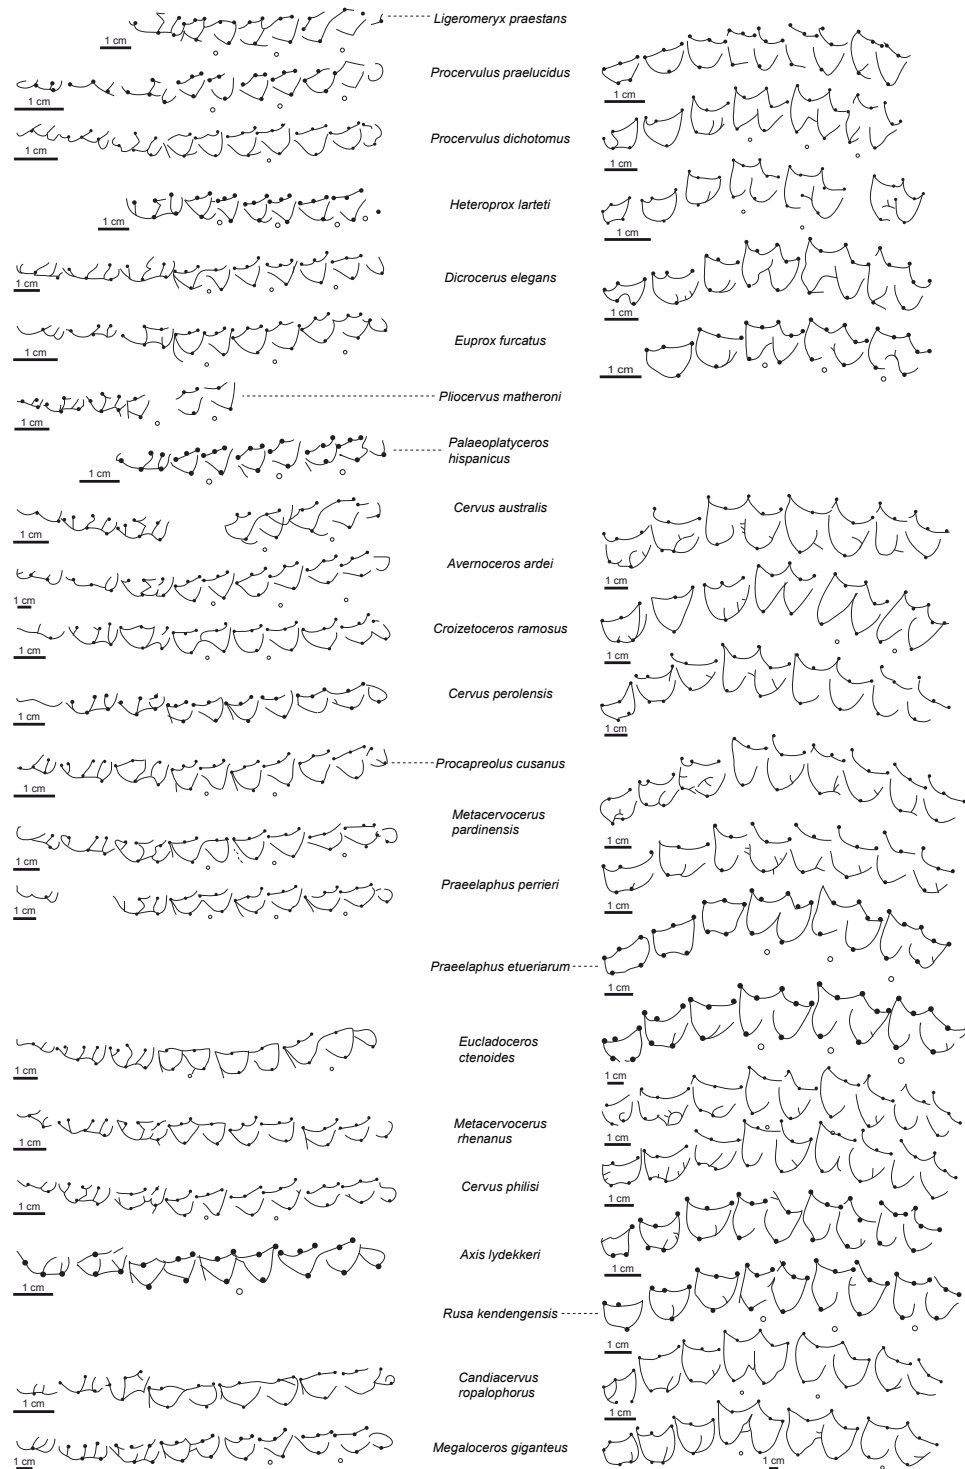 Ligeromeryx praestans
1 cm
Procervulus praelucidus
1 cm
1 cm
Procervulus dichotomus
1 cm
1 cm
Heteroprox larteti
1 cm
1 cm
Dicrocerus elegans
1 cm
1 cm
Euprox furcatus
1 cm
1 cm
Pliocervus matheroni
1 cm
Palaeoplatyceros
hispanicus
1 cm
Cervus australis
1 cm
1 cm
Avernoceros ardei
1 cm
Croizetoceros ramosus
1 cm
1 cm
Cervus perolensis
1 cm
1 cm
Procapreolus cusanus
1 cm
Metacervocerus
pardinensis
1 cm
1 cm
Praeelaphus perrieri
1 cm
1 cm
Praeelaphus etueriarum
1 cm
Eucladoceros
ctenoides
1 cm
1 cm
Metacervocerus
rhenanus
1 cm
1 cm
Cervus philisi
1 cm
1 cm
Axis lydekkeri
1 cm
1 cm
Rusa kendengensis
1 cm
Candiacervus
ropalophorus
1 cm
1 cm
Megaloceros giganteus
1 cm
1 cm